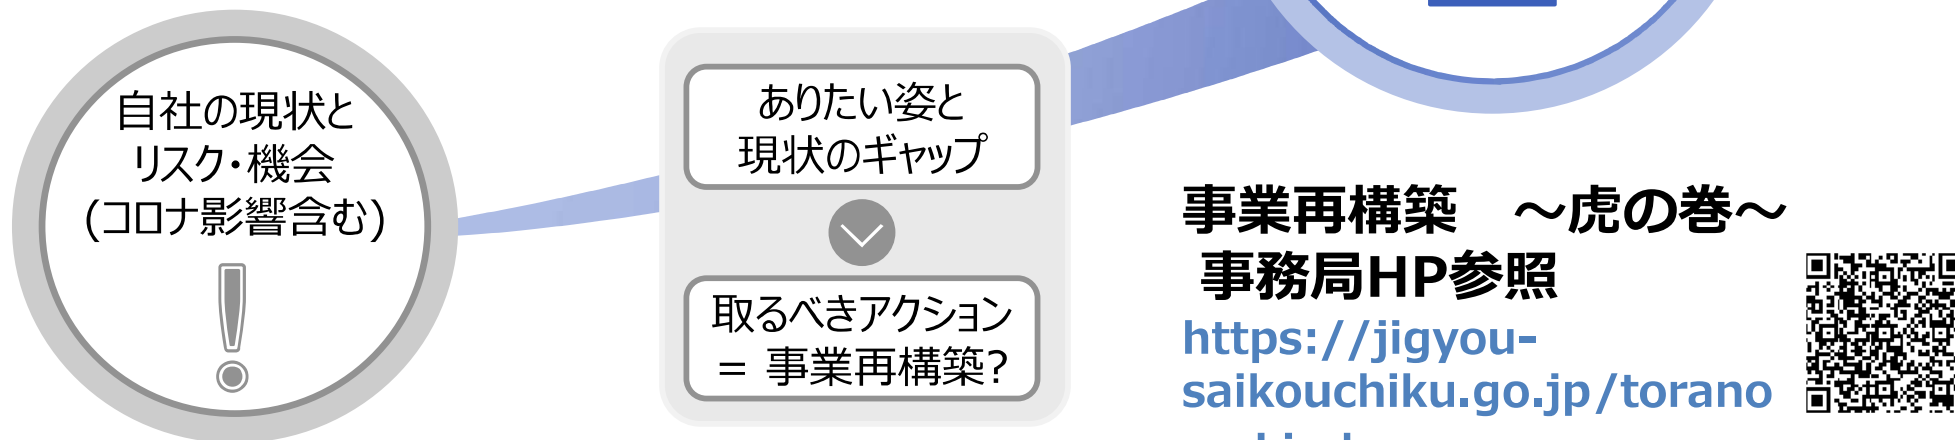 自社の現状と
リスク・機会
(コロナ影響含む)
ありたい姿と
現状のギャップ
取るべきアクション
= 事業再構築?
事業再構築　～虎の巻～
事務局HP参照
https://jigyou-
saikouchiku.go.jp/torano